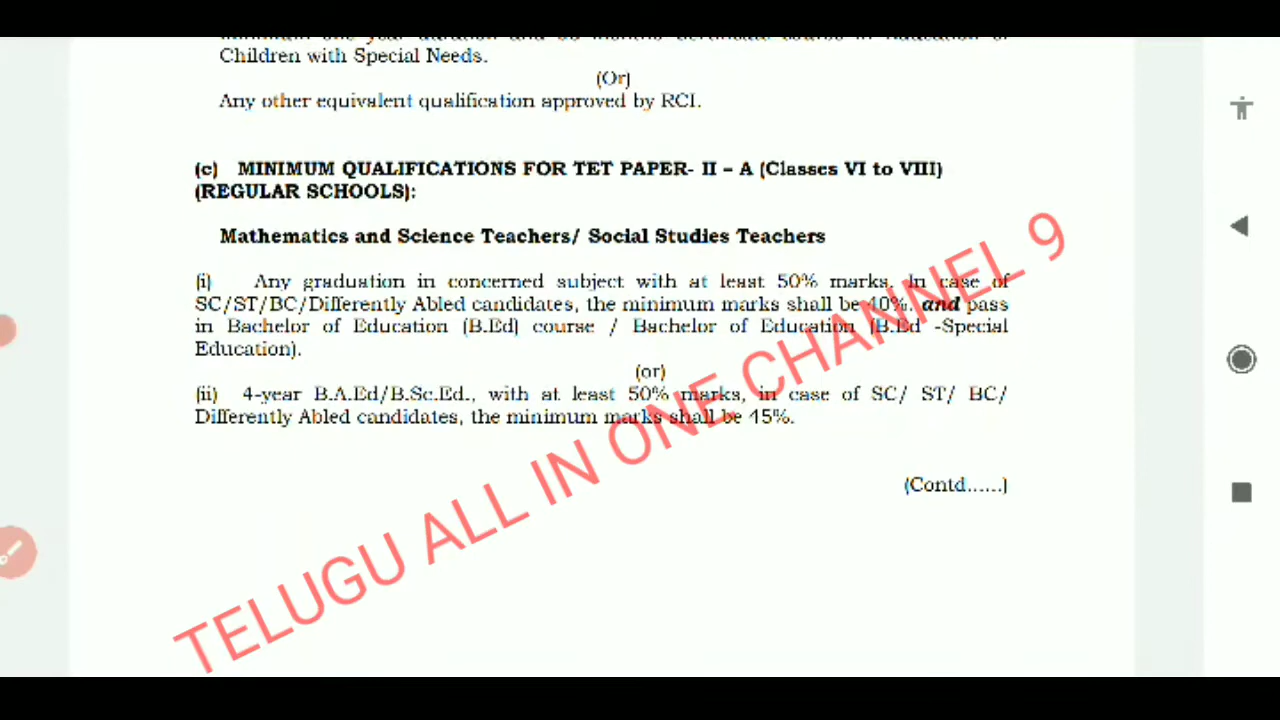 Children with Special Needs.
(Or)
Any other equivalent qualification approved by RCI.
(c) MINIMUM QUALIFICATIONS FOR TET PAPER- II – A (Classes VI to VIII)
(REGULAR SCHOOLS):
Mathematics and Science Teachers/ Social Studies Teachers
(i) Any graduation in concerned subject with at least 50% marks. In case of
SC/ST/BC/Differently Abled candidates, the minimum marks shall be 40%. and pass
in Bachelor of Education (B.Ed) course / Bachelor of Education (B.Ed -Special
Education).
(or)
(ii) 4-year B.A.Ed/B.Sc.Ed., with at least 50% marks, in case of SC/ ST/ BC/
Differently Abled candidates, the minimum marks shall be 45%.
(Contd......)
TELUGU ALL IN ONE CHANNEL 9